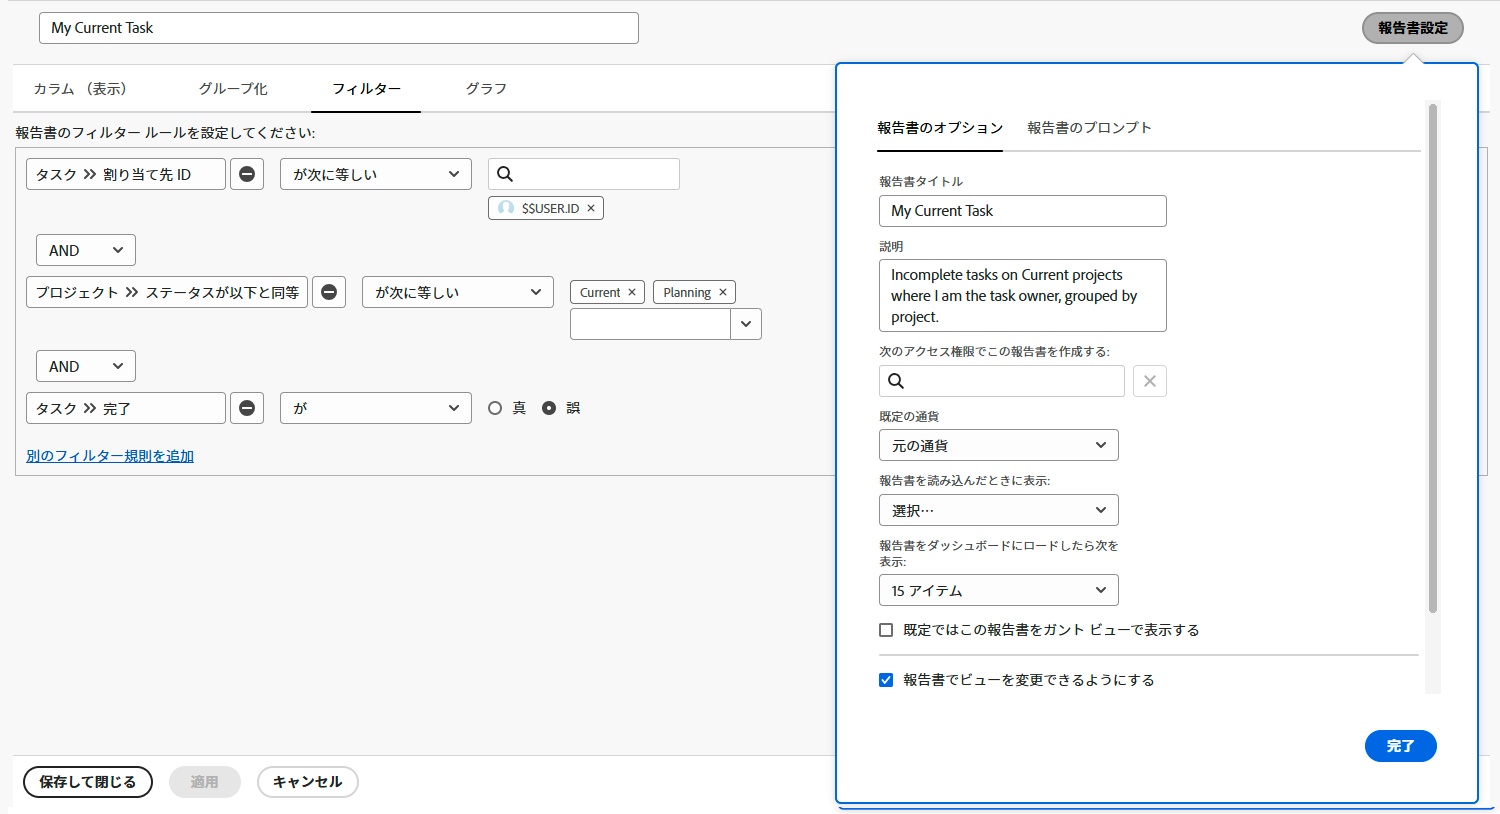 My Current Task
報告書設定
カラム （表示）
グループ化
フィルター
グラフ
報告書のフィルター ルールを設定してください:
タスク >> 割り当て先 ID
が次に等しい
$$USER.ID
AND
プロジェクト >> ステータスが以下と同等
が次に等しい
Current
Planning
AND
タスク >> 完了
が
真
誤
別のフィルター規則を追加
保存して閉じる
適用
キャンセル
報告書のオプション
報告書のプロンプト
報告書タイトル
My Current Task
説明
Incomplete tasks on Current projects
where I am the task owner, grouped by
project.
次のアクセス権限でこの報告書を作成する:
既定の通貨
元の通貨
報告書を読み込んだときに表示:
選択…
報告書をダッシュボードにロードしたら次を
表示:
15 アイテム
既定ではこの報告書をガント ビューで表示する
報告書でビューを変更できるようにする
完了